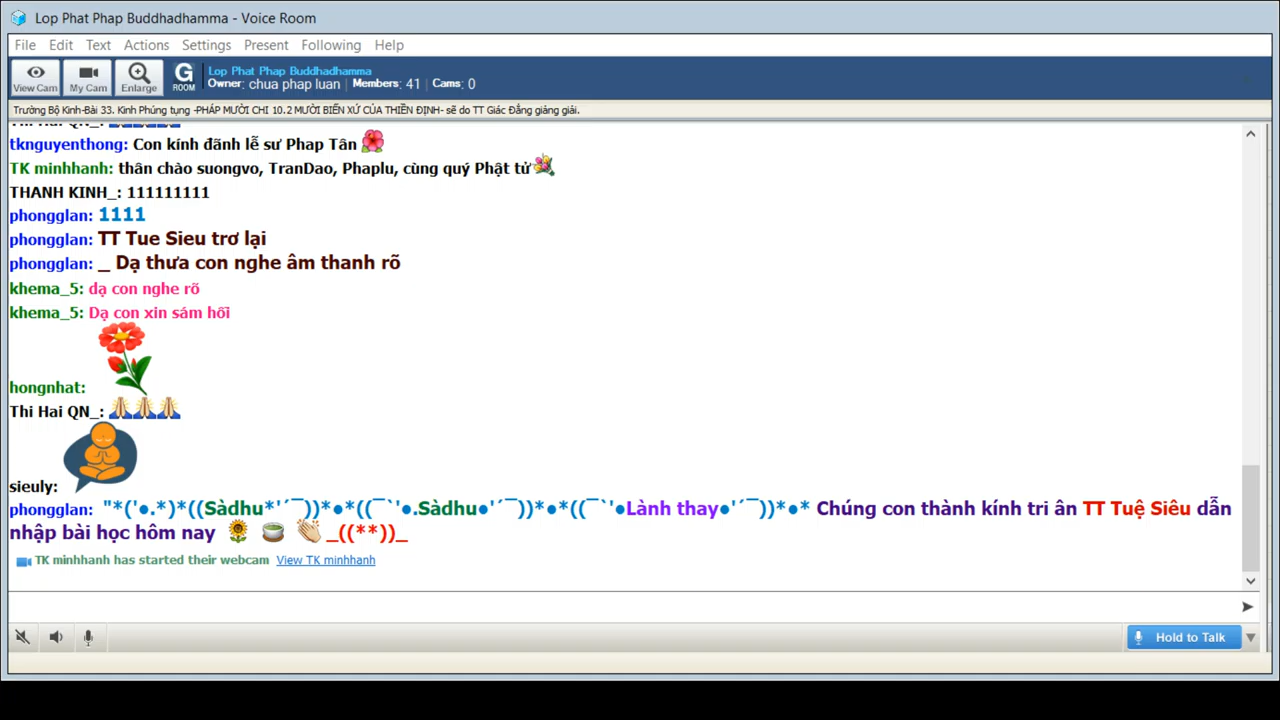 Lop Phat Phap Buddhadhamma - Voice Room
File Edit Text Actions Settings Present Following Help
View Cam My Cam Enlarge G ROOM Lop Phat Phap Buddhadhamma
Owner: chua phap luan Members: 41 Cams: 0
Trường Bộ Kinh-Bài 33. Kinh Phúng tụng -PHÁP MƯỜI CHI 10.2 MƯỜI BIẾN XỨ CỦA THIỀN ĐỊNH- sẽ do TT Giác Đẳng giảng giải.
Thi Hai QN_:
tknguyenthong: Con kính đãnh lễ sư Phap Tân
TK minhhanh: thân chào suongvo, TranDao, Phaplu, cùng quý Phật tử
THANH KINH_: 111111111
phongglan: 1111
phongglan: TT Tue Sieu trơ lại
phongglan: _ Dạ thưa con nghe âm thanh rõ
khema_5: dạ con nghe rõ
khema_5: Dạ con xin sám hối
hongnhat:
Thi Hai QN_:
sieuly:
phongglan: "*('●.*)*((Sàdhu*'´¯))*●*((¯`'●.Sàdhu●'´¯))*●*((¯`'●Lành thay●'´¯))*●* Chúng con thành kính tri ân TT Tuệ Siêu dẫn
nhập bài học hôm nay _((**))_
TK minhhanh has started their webcam View TK minhhanh
Hold to Talk